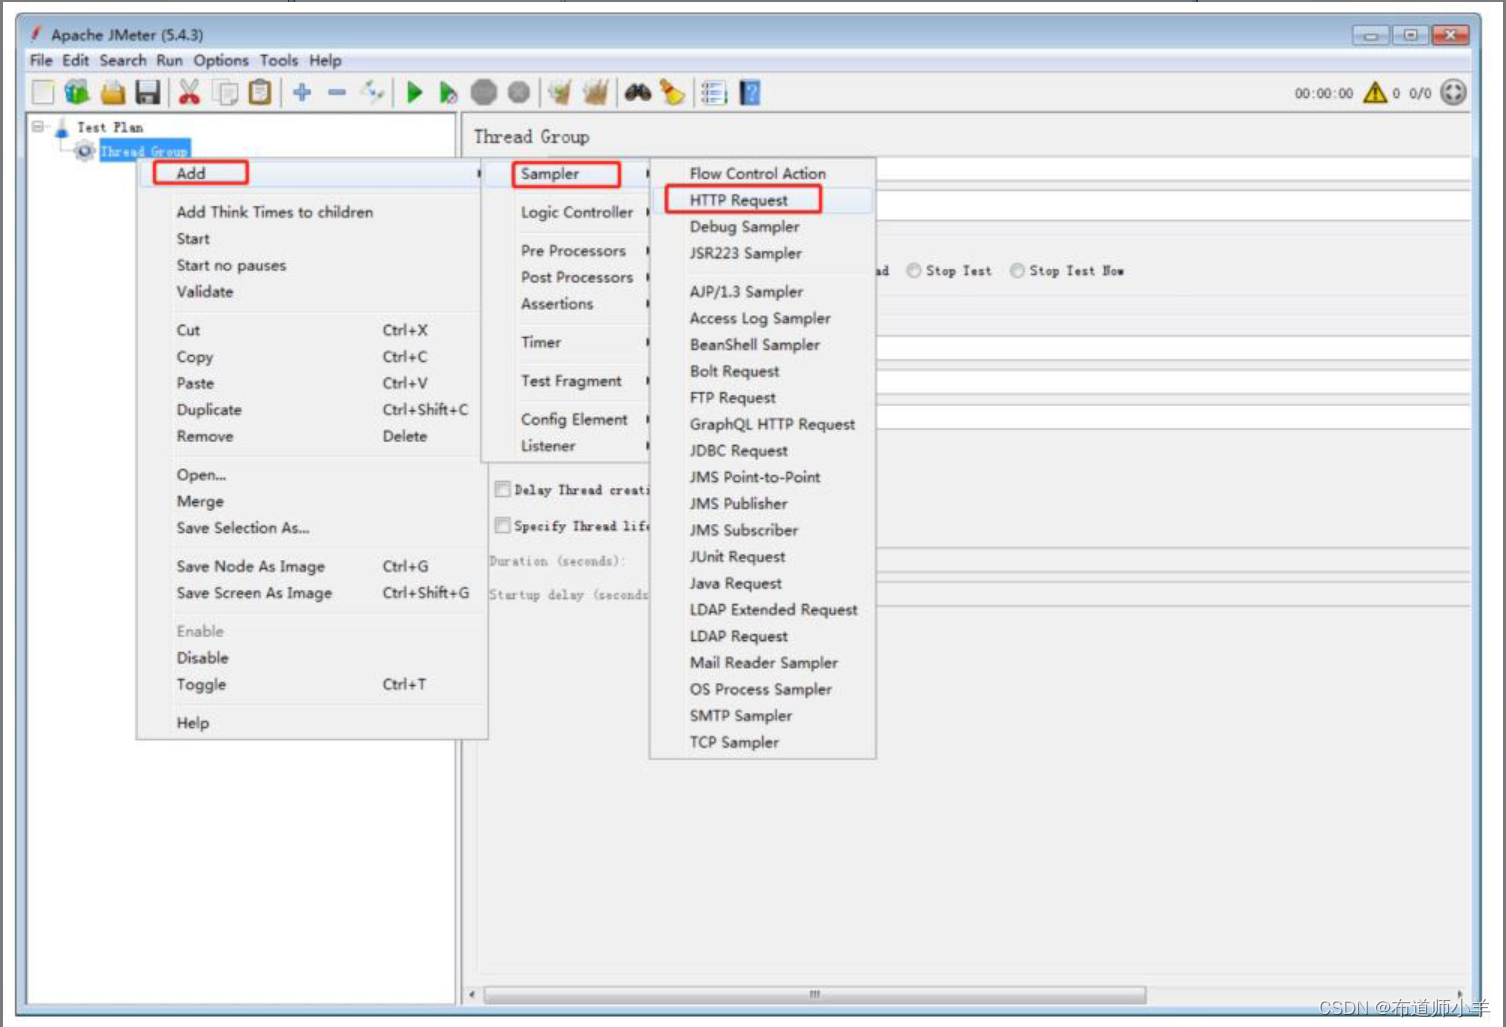 Apache JMeter (5.4.3)
File Edit Search Run Options Tools Help
00:00:00 0 0/0
Test Plan
Thread Group
Thread Group
Add
Add Think Times to children
Start
Start no pauses
Validate
Cut Ctrl+X
Copy Ctrl+C
Paste Ctrl+V
Duplicate Ctrl+Shift+C
Remove Delete
Open...
Merge
Save Selection As...
Save Node As Image Ctrl+G
Save Screen As Image Ctrl+Shift+G
Enable
Disable
Toggle Ctrl+T
Help
Sampler
Logic Controller
Pre Processors
Post Processors
Assertions
Timer
Test Fragment
Config Element
Listener
Flow Control Action
HTTP Request
Debug Sampler
JSR223 Sampler
AJP/1.3 Sampler
Access Log Sampler
BeanShell Sampler
Bolt Request
FTP Request
GraphQL HTTP Request
JDBC Request
JMS Point-to-Point
JMS Publisher
JMS Subscriber
JUnit Request
Java Request
LDAP Extended Request
LDAP Request
Mail Reader Sampler
OS Process Sampler
SMTP Sampler
TCP Sampler
ad Stop Test Stop Test Now
Delay Thread creati
Specify Thread life
Duration (seconds):
Startup delay (seconds
CSDN @布道师小羊